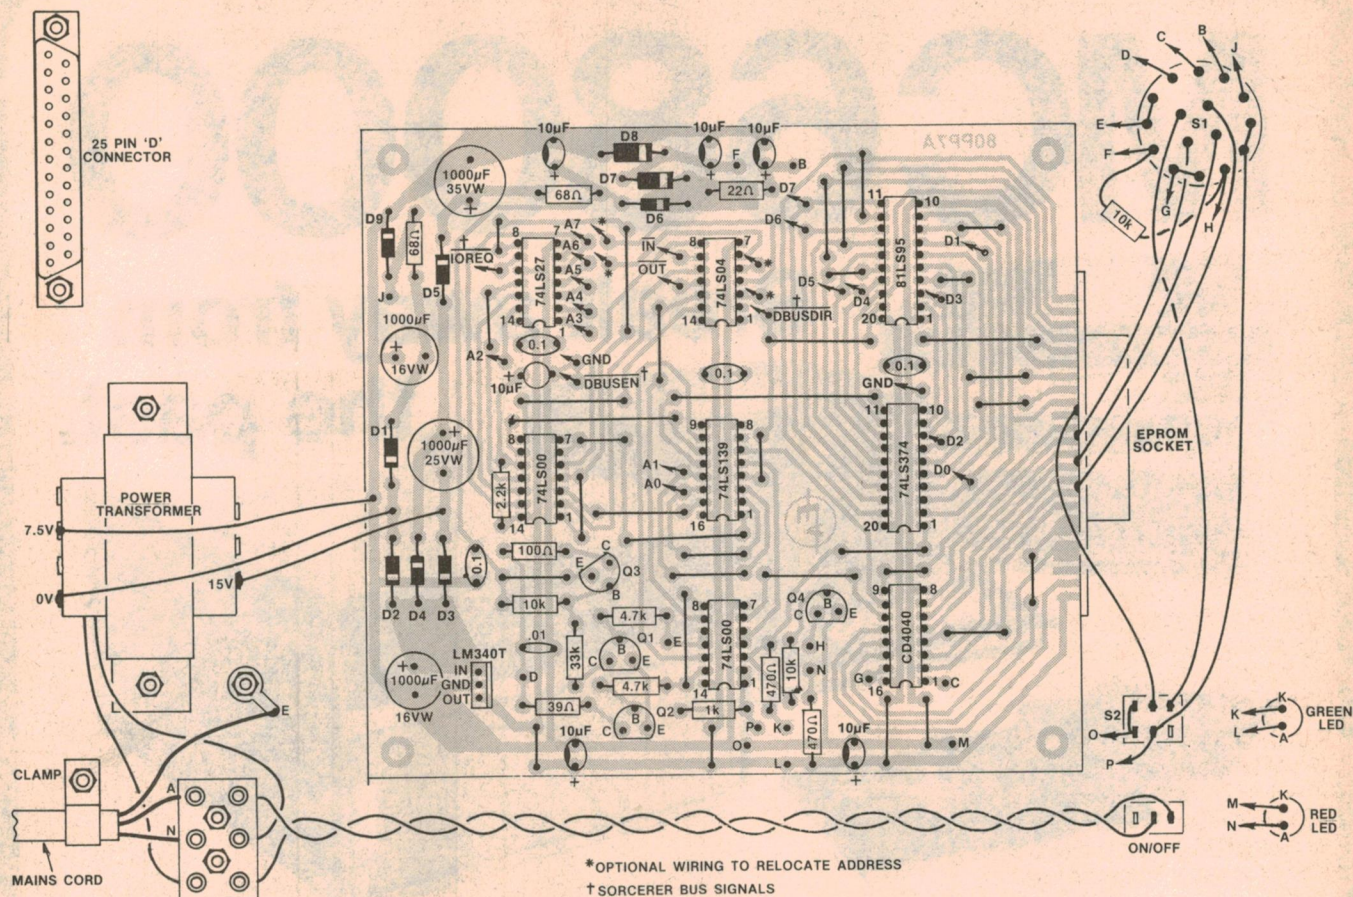 25 PIN 'D'
CONNECTOR
10µF
D8
10µF
10µF
80PP7A
1000µF
35VW
+
68Ω
D7
D6
22Ω
F
B
D7
D6
D9
68Ω
D5
J
†
IOREQ
8
7
74LS27
14
1
A7
A6
A5
A4
A3
A2
*
*
IN
OUT
8
7
74LS04
14
1
*
*
†
DBUSDIR
D5
D4
11
10
81LS95
20
1
D1
D3
1000µF
+
16VW
0.1
GND
+
10µF
DBUSEN†
0.1
0.1
GND
D1
1000µF
25VW
+
8
7
74LS00
14
1
2.2k
9
8
74LS139
16
1
A1
A0
11
10
74LS374
20
1
D2
D0
EPROM
SOCKET
POWER
TRANSFORMER
7.5V
0V
15V
D2
D4
D3
0.1
100Ω
10k
E
C
B
Q3
4.7k
.01
33k
Q1
C
B
E
E
4.7k
D
39Ω
Q2
C
B
E
LM340T
IN
GND
OUT
+
1000µF
16VW
10µF
+
8
7
74LS00
14
1
1k
470Ω
10k
H
N
470Ω
P
K
O
L
Q4
C
B
E
9
8
CD4040
16
1
G
C
10µF
+
M
D
C
B
J
E
S1
F
10k
G
H
S2
O
P
K
K
L
A
GREEN
LED
M
K
N
A
RED
LED
ON/OFF
E
CLAMP
A
N
MAINS CORD
*OPTIONAL WIRING TO RELOCATE ADDRESS
†SORCERER BUS SIGNALS